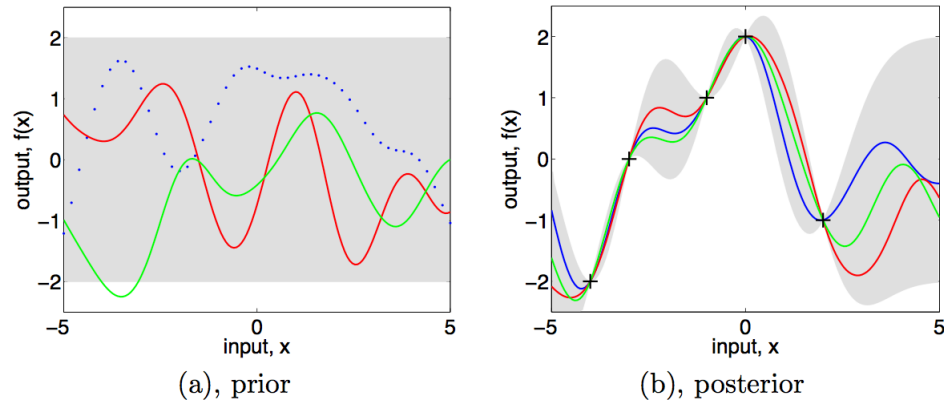 2
1
0
−1
−2
−5
0
5
output, f(x)
input, x
(a), prior
2
1
0
−1
−2
−5
0
5
output, f(x)
input, x
(b), posterior